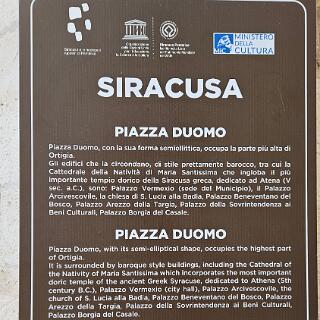 MiC
MINISTERO
DELLA
CULTURA
SIRACUSA
PIAZZA DUOMO
Piazza Duomo, con la sua forma semiollittica, occupa la parte più alta di
Ortigia.
Gli edifici che la circondano, di stile prettamente barocco, tra cui la
Cattedrale della Natività di Maria Santissima che ingloba il più
importante tempio dorico della Siracusa greca, dedicato ad Atena (V
sec. a.C.), sono: Palazzo Vermexio (sede del Municipio), il Palazzo
Arcivescovile, la chiesa di S. Lucia alla Badia, Palazzo Beneventano del
Bosco, Palazzo Arezzo della Targia, Palazzo della Sovrintendenza ai
Beni Culturali, Palazzo Borgia del Casale.
PIAZZA DUOMO
Piazza Duomo, with its semi-elliptical shape, occupies the highest part
of Ortigia.
It is surrounded by baroque style buildings, including the Cathedral of
the Nativity of Maria Santissima which incorporates the most important
doric temple of the ancient Greek Syracuse, dedicated to Athena (5th
century B.C.), Palazzo Vermexio (city hall), Palazzo Arcivescovile, the
church of S. Lucia alla Badia, Palazzo Beneventano del Bosco, Palazzo
Arezzo della Targia, Palazzo della Sovrintendenza ai Beni Culturali,
Palazzo Borgia del Casale.